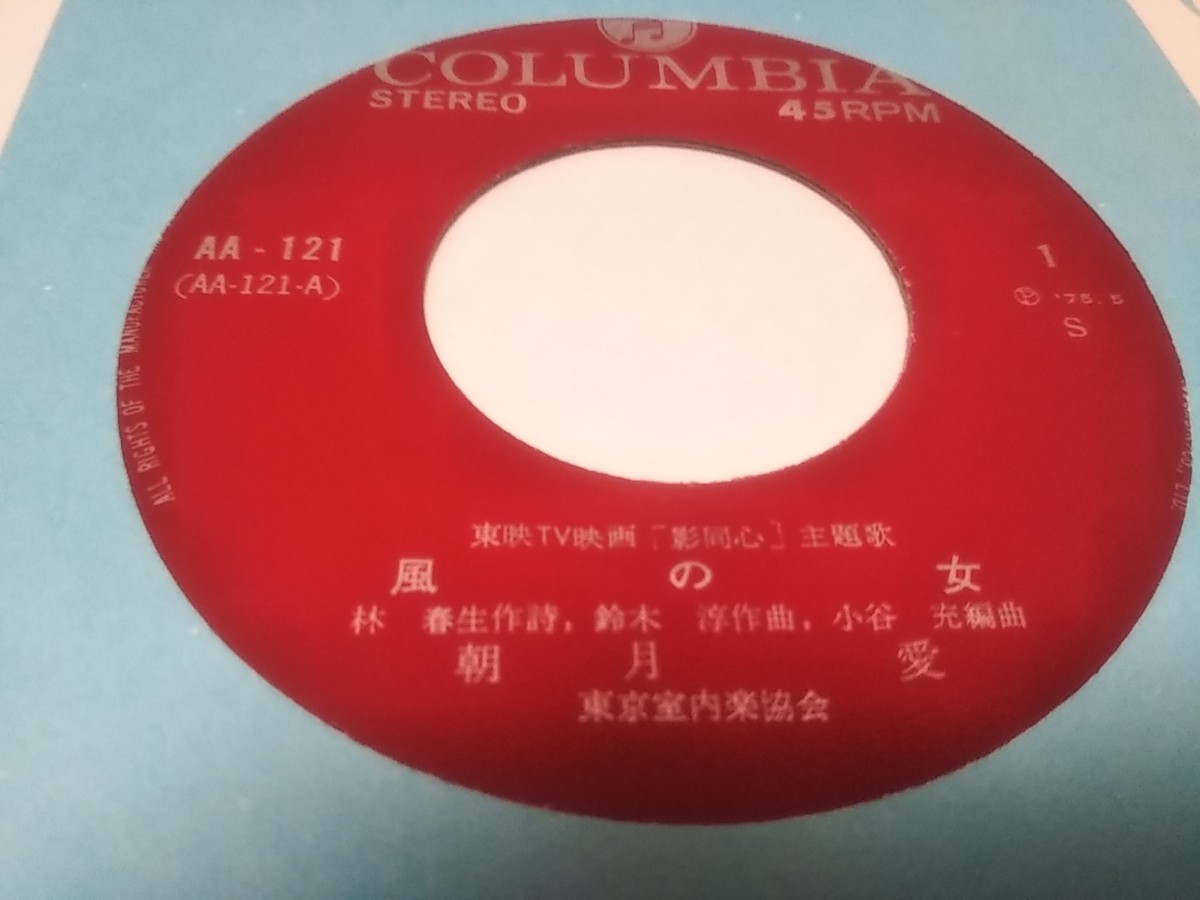 COLUMBIA
STEREO 45RPM
AA-121
(AA-121-A)
1
Ⓟ '75.5
S
ALL RIGHTS OF THE MANUFACTURER
東映TV映画「影同心」主題歌
風の女
林 春生作詩, 鈴木 淳作曲, 小谷 充編曲
朝月愛
東京室内楽協会